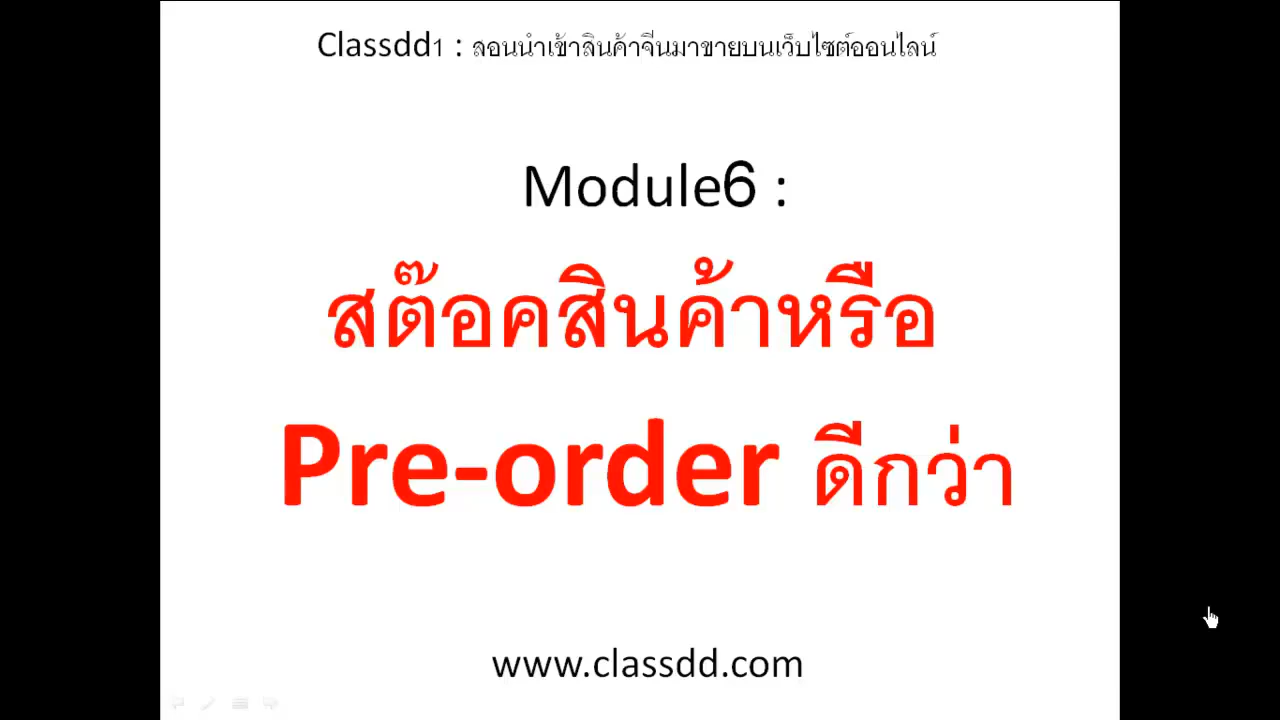 Classdd1 : สอนนำเข้าสินค้าจีนมาขายบนเว็บไซต์ออนไลน์
Module6 :
สต๊อคสินค้าหรือ
Pre-order ดีกว่า
www.classdd.com